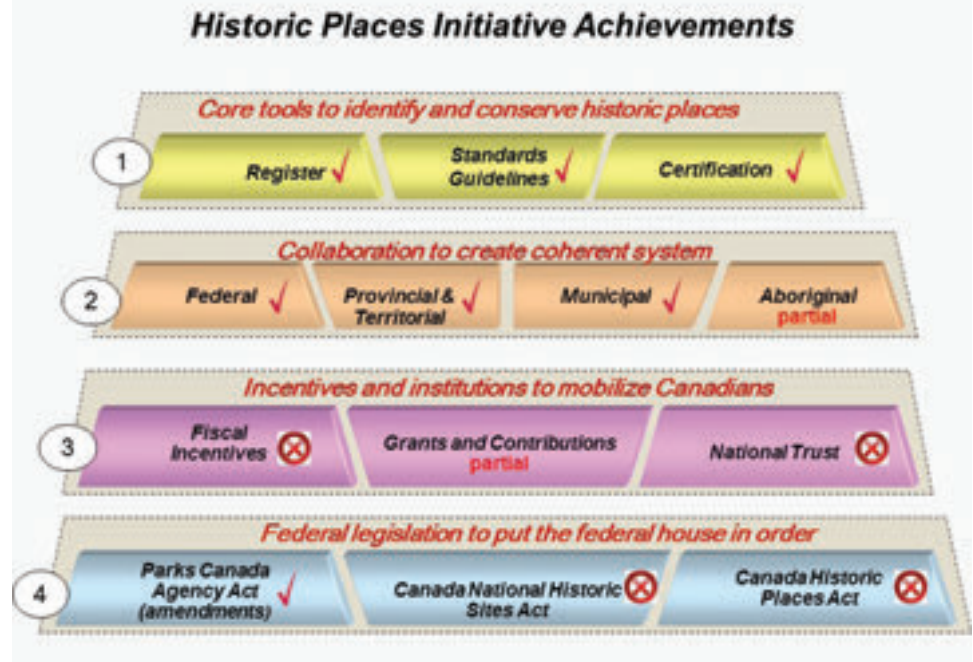 Historic Places Initiative Achievements
Core tools to identify and conserve historic places
1
Register
Standards
Guidelines
Certification
Collaboration to create coherent system
2
Federal
Provincial &
Territorial
Municipal
Aboriginal
partial
Incentives and institutions to mobilize Canadians
3
Fiscal
Incentives
Grants and Contributions
partial
National Trust
Federal legislation to put the federal house in order
4
Parks Canada
Agency Act
(amendments)
Canada National Historic
Sites Act
Canada Historic
Places Act